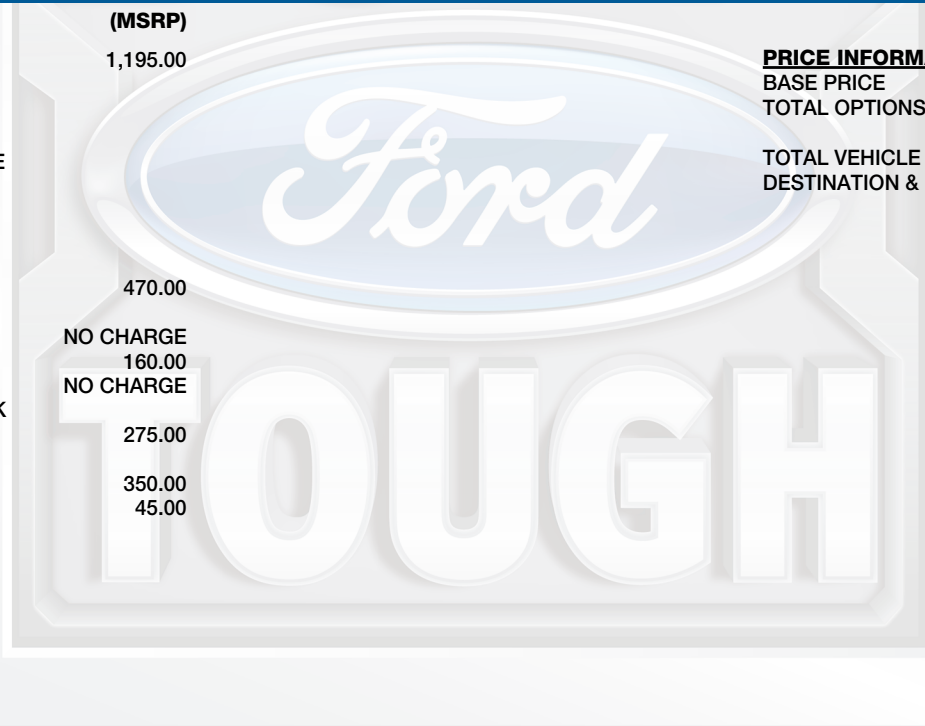 (MSRP)
1,195.00
470.00
NO CHARGE
160.00
NO CHARGE
275.00
350.00
45.00
E
K
PRICE INFORMA
BASE PRICE
TOTAL OPTIONS
TOTAL VEHICLE
DESTINATION &
Ford
TOUGH